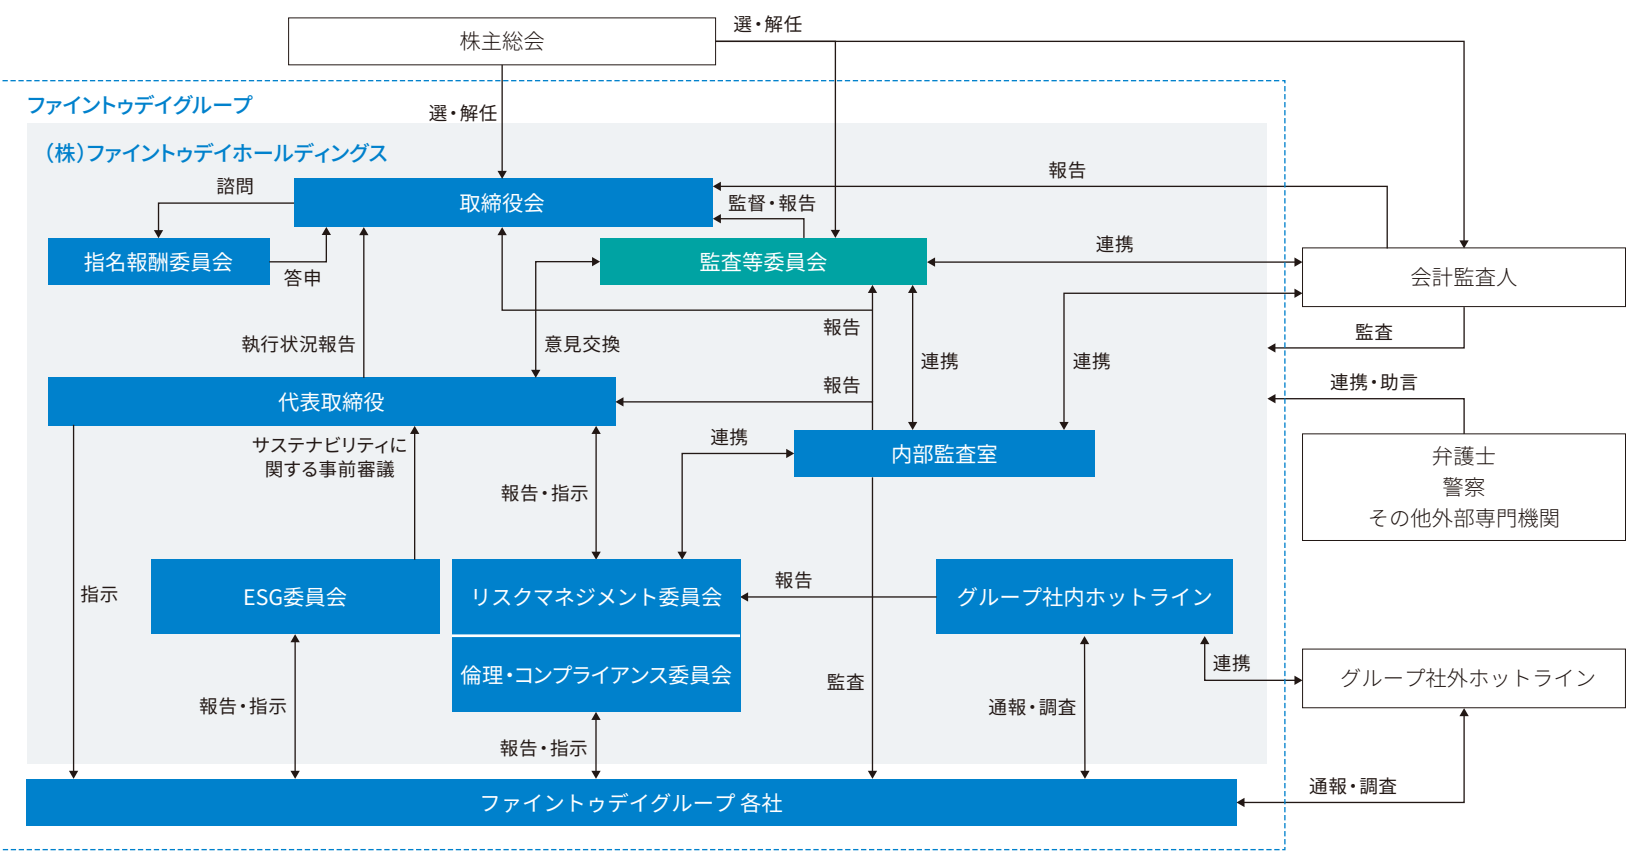 選・解任
株主総会
ファイントゥデイグループ
選・解任
（株）ファイントゥデイホールディングス
報告
諮問
取締役会
監督・報告
連携
指名報酬委員会
監査等委員会
会計監査人
答申
報告
監査
執行状況報告
意見交換
連携
連携
報告
連携・助言
代表取締役
サステナビリティに
関する事前審議
連携
内部監査室
弁護士
警察
その他外部専門機関
報告・指示
指示
ESG委員会
リスクマネジメント委員会
報告
グループ社内ホットライン
倫理・コンプライアンス委員会
監査
連携
グループ社外ホットライン
報告・指示
通報・調査
報告・指示
通報・調査
ファイントゥデイグループ 各社